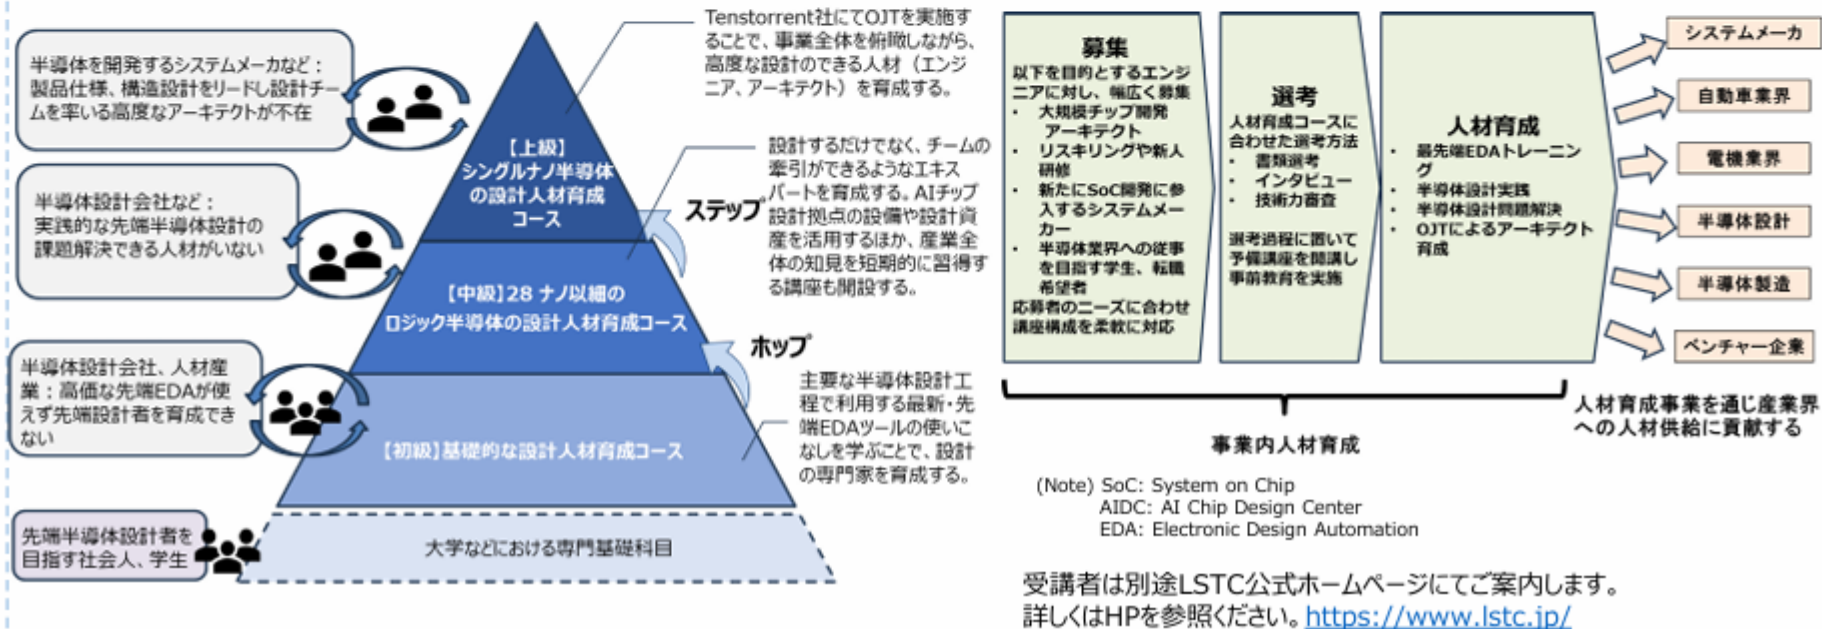 半導体を開発するシステムメーカなど：
製品仕様、構造設計をリードし設計チー
ムを率いる高度なアーキテクトが不在
半導体設計会社など：
実践的な先端半導体設計の
課題解決できる人材がいない
半導体設計会社、人材産
業：高価な先端EDAが使
えず先端設計者を育成でき
ない
先端半導体設計者を
目指す社会人、学生
【上級】
シングルナノ半導体
の設計人材育成
コース
【中級】28 ナノ以細の
ロジック半導体の設計人材育成コース
【初級】基礎的な設計人材育成コース
大学などにおける専門基礎科目
Tenstorrent社にてOJTを実施す
ることで、事業全体を俯瞰しながら、
高度な設計のできる人材（エンジ
ニア、アーキテクト）を育成する。
ステップ
設計するだけでなく、チームの
牽引ができるようなエキス
パートを育成する。AIチップ
設計拠点の設備や設計資
産を活用するほか、産業全
体の知見を短期的に習得す
る講座も開設する。
ホップ
主要な半導体設計工
程で利用する最新・先
端EDAツールの使いこ
なしを学ぶことで、設計
の専門家を育成する。
募集
以下を目的とするエンジ
ニアに対し、幅広く募集
• 大規模チップ開発
アーキテクト
• リスキリングや新人
研修
• 新たにSoC開発に参
入するシステムメー
カー
• 半導体業界への従事
を目指す学生、転職
希望者
応募者のニーズに合わせ
講座構成を柔軟に対応
選考
人材育成コースに
合わせた選考方法
• 書類選考
• インタビュー
• 技術力審査
選考過程に置いて
予備講座を開講し
事前教育を実施
人材育成
• 最先端EDAトレーニン
グ
• 半導体設計実践
• 半導体設計問題解決
• OJTによるアーキテクト
育成
システムメーカ
自動車業界
電機業界
半導体設計
半導体製造
ベンチャー企業
事業内人材育成
人材育成事業を通じ産業界
への人材供給に貢献する
(Note) SoC: System on Chip
AIDC: AI Chip Design Center
EDA: Electronic Design Automation
受講者は別途LSTC公式ホームページにてご案内します。
詳しくはHPを参照ください。https://www.lstc.jp/